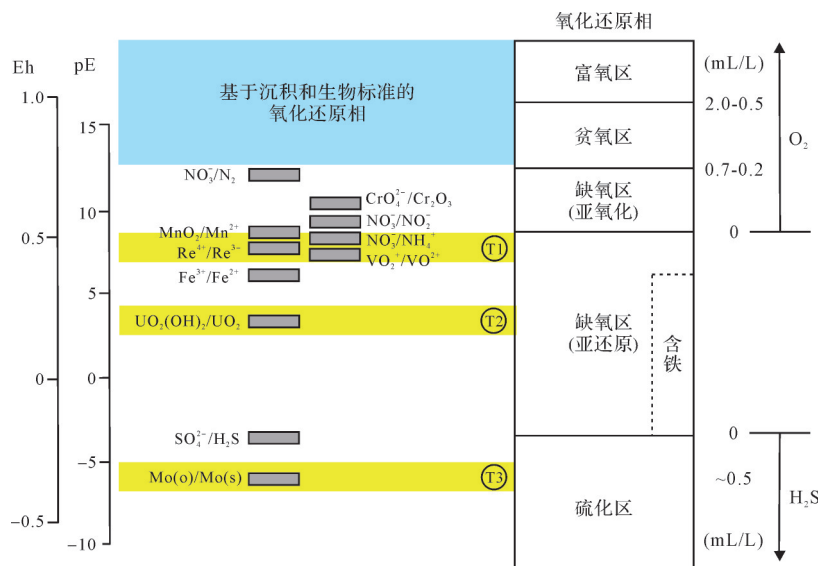 氧化还原相
Eh
pE
1.0
0.5
0
−0.5
15
10
5
0
−5
−10
基于沉积和生物标准的
氧化还原相
NO₃⁻/N₂
CrO₄²⁻/Cr₂O₃
NO₃⁻/NO₂⁻
MnO₂/Mn²⁺
NO₃⁻/NH₄⁺
Re⁴⁺/Re³⁻
VO₂⁺/VO²⁺
T1
Fe³⁺/Fe²⁺
UO₂(OH)₂/UO₂
T2
SO₄²⁻/H₂S
Mo(o)/Mo(s)
T3
富氧区
贫氧区
缺氧区
(亚氧化)
缺氧区
(亚还原)
含铁
硫化区
(mL/L)
2.0-0.5
0.7-0.2
0
O₂
0
~0.5
H₂S
(mL/L)